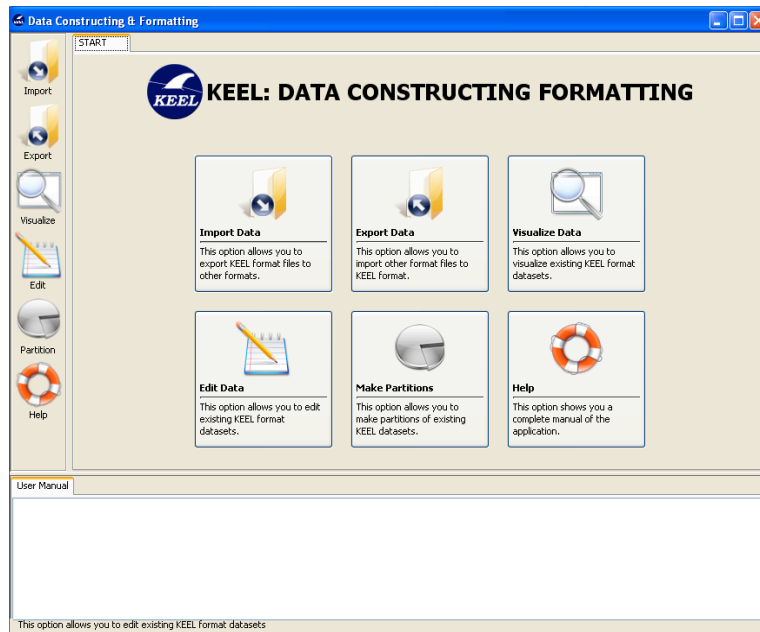 Data Constructing & Formatting
START
Import
Export
Visualize
Edit
Partition
Help
KEEL
KEEL: DATA CONSTRUCTING FORMATTING
Import Data
This option allows you to
export KEEL format files to
other formats.
Export Data
This option allows you to
import other format files to
KEEL format.
Visualize Data
This option allows you to
visualize existing KEEL format
datasets.
Edit Data
This option allows you to edit
existing KEEL format
datasets.
Make Partitions
This option allows you to
make partitions of existing
KEEL datasets.
Help
This option shows you a
complete manual of the
application.
User Manual
This option allows you to edit existing KEEL format datasets